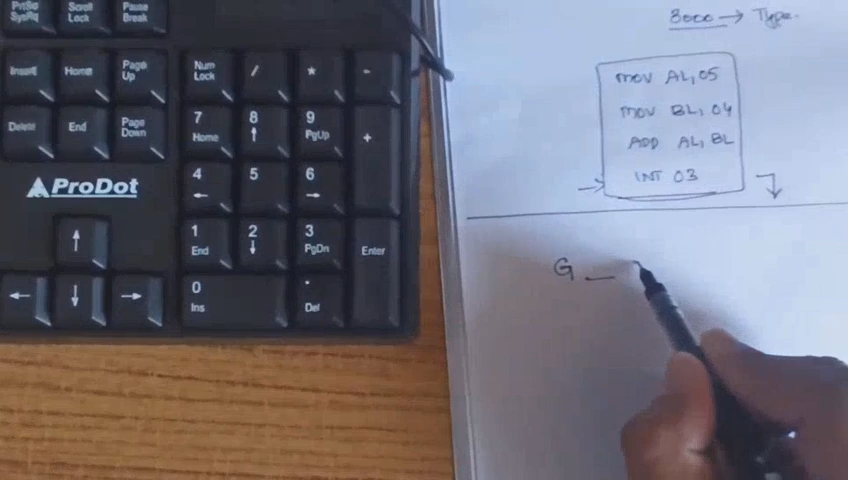 PrtSc SysRq
Scroll Lock
Pause Break
Insert
Home
Page Up
Num Lock
/
*
-
Delete
End
Page Down
7 Home
8
9 PgUp
+
4
5
6
ProDot
1 End
2
3 PgDn
Enter
0 Ins
. Del
8000 → Type.
MOV AL, 05
MOV BL, 04
ADD AL, BL
INT 03
G _